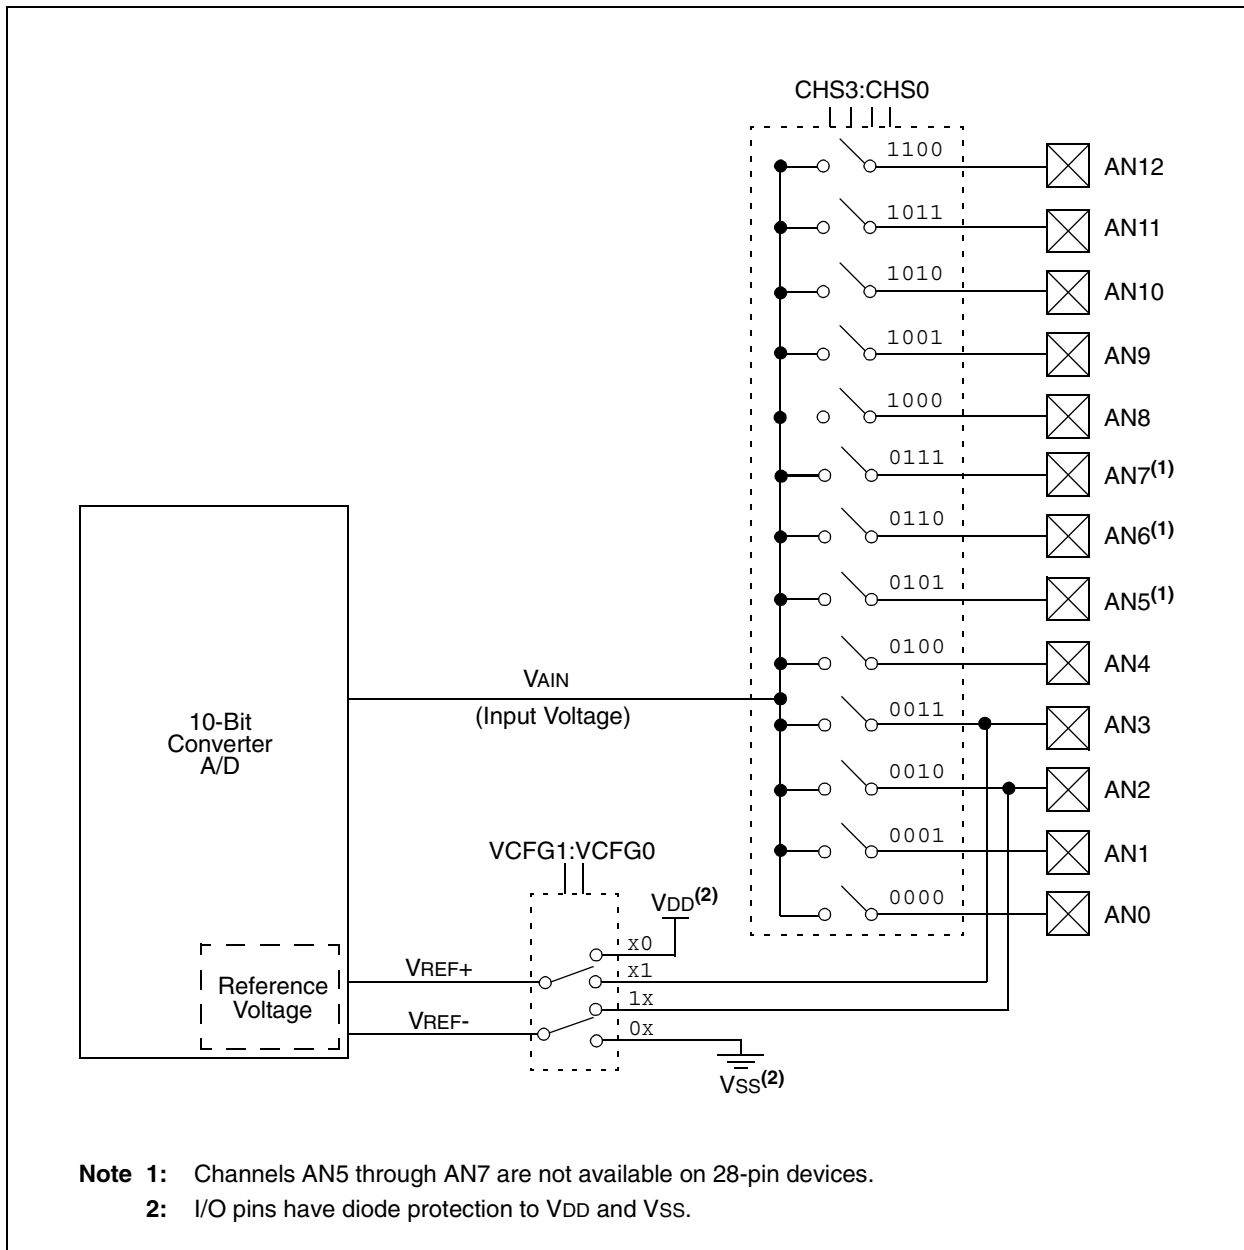 CHS3:CHS0
1100
AN12
1011
AN11
1010
AN10
1001
AN9
1000
AN8
0111
AN7(1)
0110
AN6(1)
0101
AN5(1)
0100
AN4
VAIN
(Input Voltage)
10-Bit
Converter
A/D
0011
AN3
0010
AN2
0001
AN1
VCFG1:VCFG0
0000
AN0
VDD(2)
x0
VREF+
x1
Reference
Voltage
1x
VREF-
0x
VSS(2)
Note 1: Channels AN5 through AN7 are not available on 28-pin devices.
2: I/O pins have diode protection to VDD and VSS.